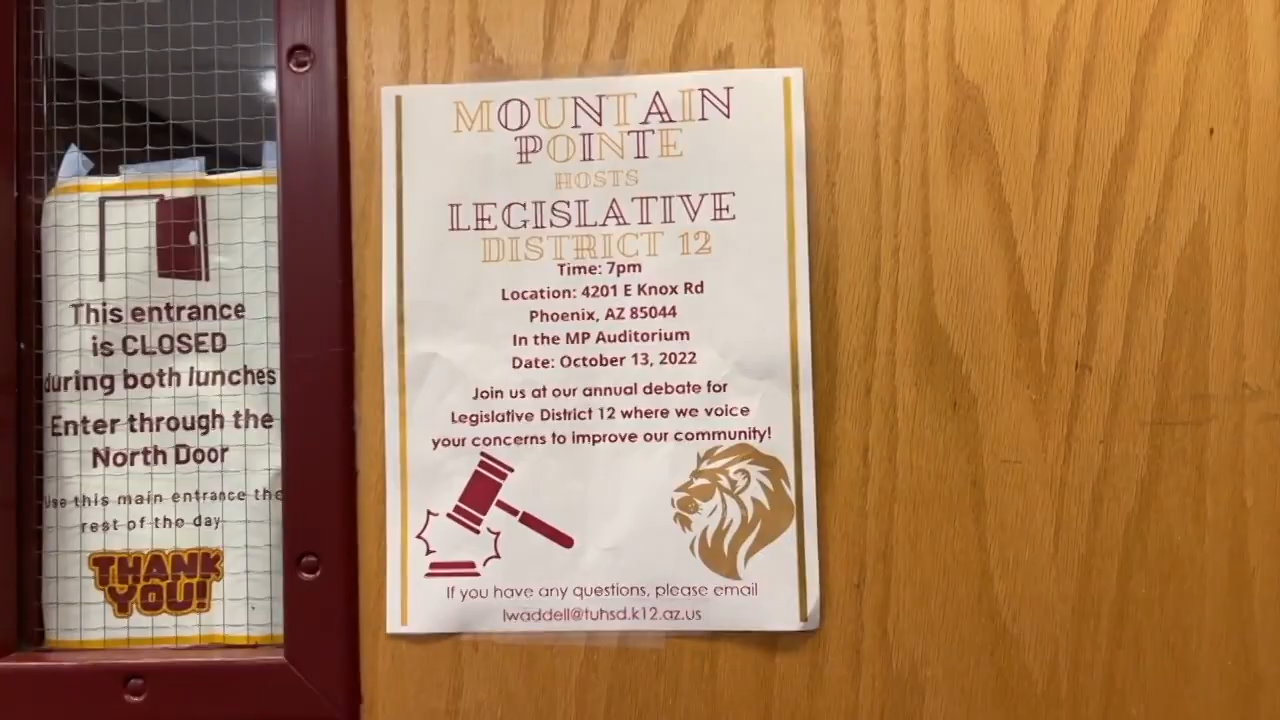 This entrance
is CLOSED
during both lunches
Enter through the
North Door
Use this main entrance the
rest of the day
THANK
YOU!
MOUNTAIN
POINTE
HOSTS
LEGISLATIVE
DISTRICT 12
Time: 7pm
Location: 4201 E Knox Rd
Phoenix, AZ 85044
In the MP Auditorium
Date: October 13, 2022
Join us at our annual debate for
Legislative District 12 where we voice
your concerns to improve our community!
If you have any questions, please email
lwaddell@tuhsd.k12.az.us